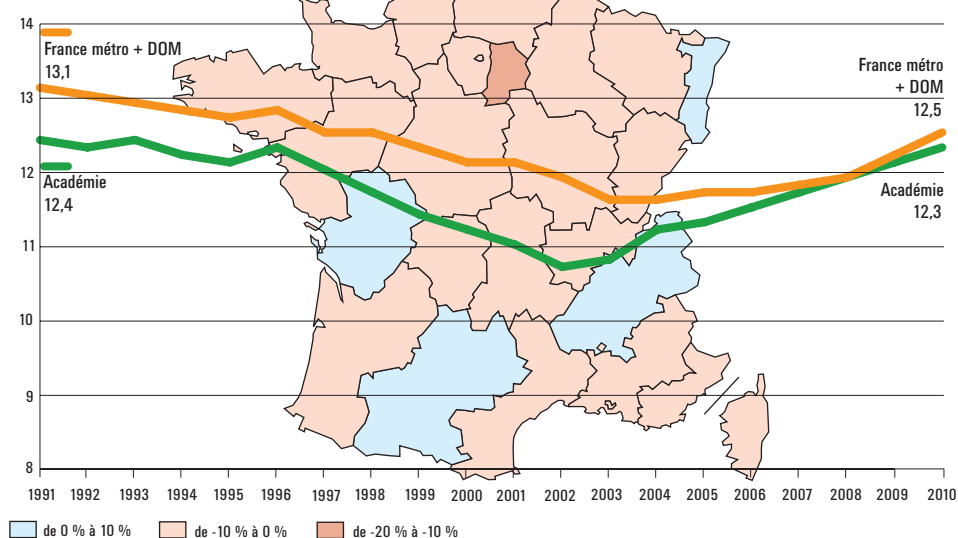 14
France métro + DOM
13,1
France métro
+ DOM
12,5
13
12
Académie
12,4
Académie
12,3
11
10
9
8
1991 1992 1993 1994 1995 1996 1997 1998 1999 2000 2001 2002 2003 2004 2005 2006 2007 2008 2009 2010
de 0 % à 10 % de -10 % à 0 % de -20 % à -10 %